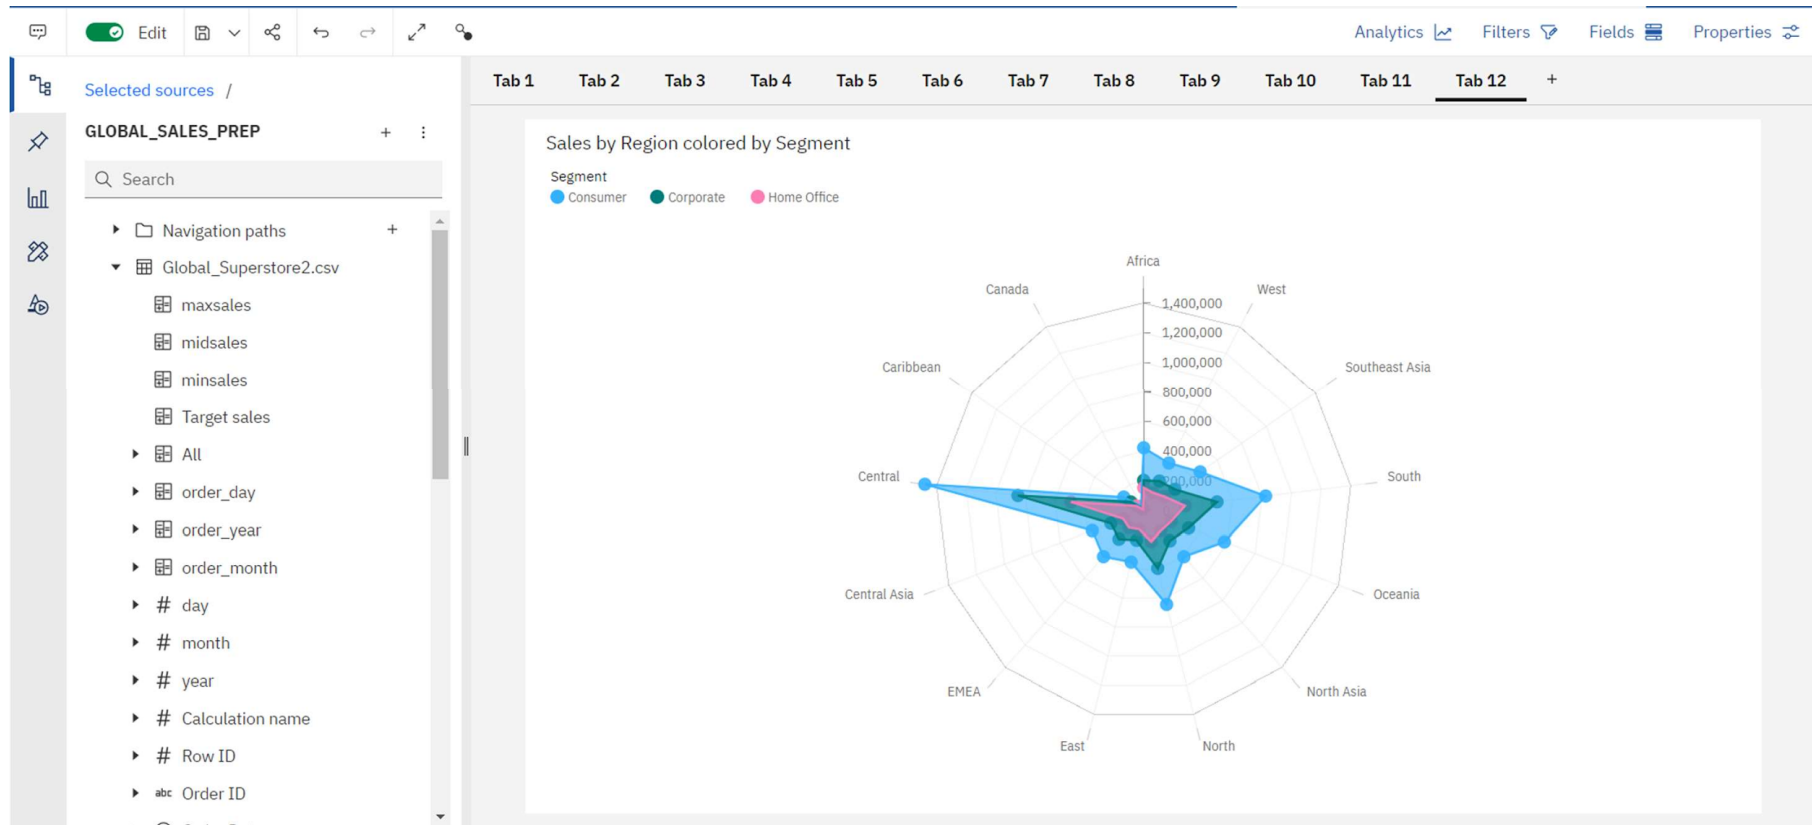 Edit
Analytics
Filters
Fields
Properties
Selected sources /
GLOBAL_SALES_PREP
Search
Navigation paths
Global_Superstore2.csv
maxsales
midsales
minsales
Target sales
All
order_day
order_year
order_month
# day
# month
# year
# Calculation name
# Row ID
abc Order ID
Tab 1
Tab 2
Tab 3
Tab 4
Tab 5
Tab 6
Tab 7
Tab 8
Tab 9
Tab 10
Tab 11
Tab 12
+
Sales by Region colored by Segment
Segment
Consumer
Corporate
Home Office
Africa
Canada
West
1,400,000
1,200,000
1,000,000
Caribbean
Southeast Asia
800,000
600,000
400,000
Central
200,000
South
Central Asia
Oceania
EMEA
North Asia
East
North